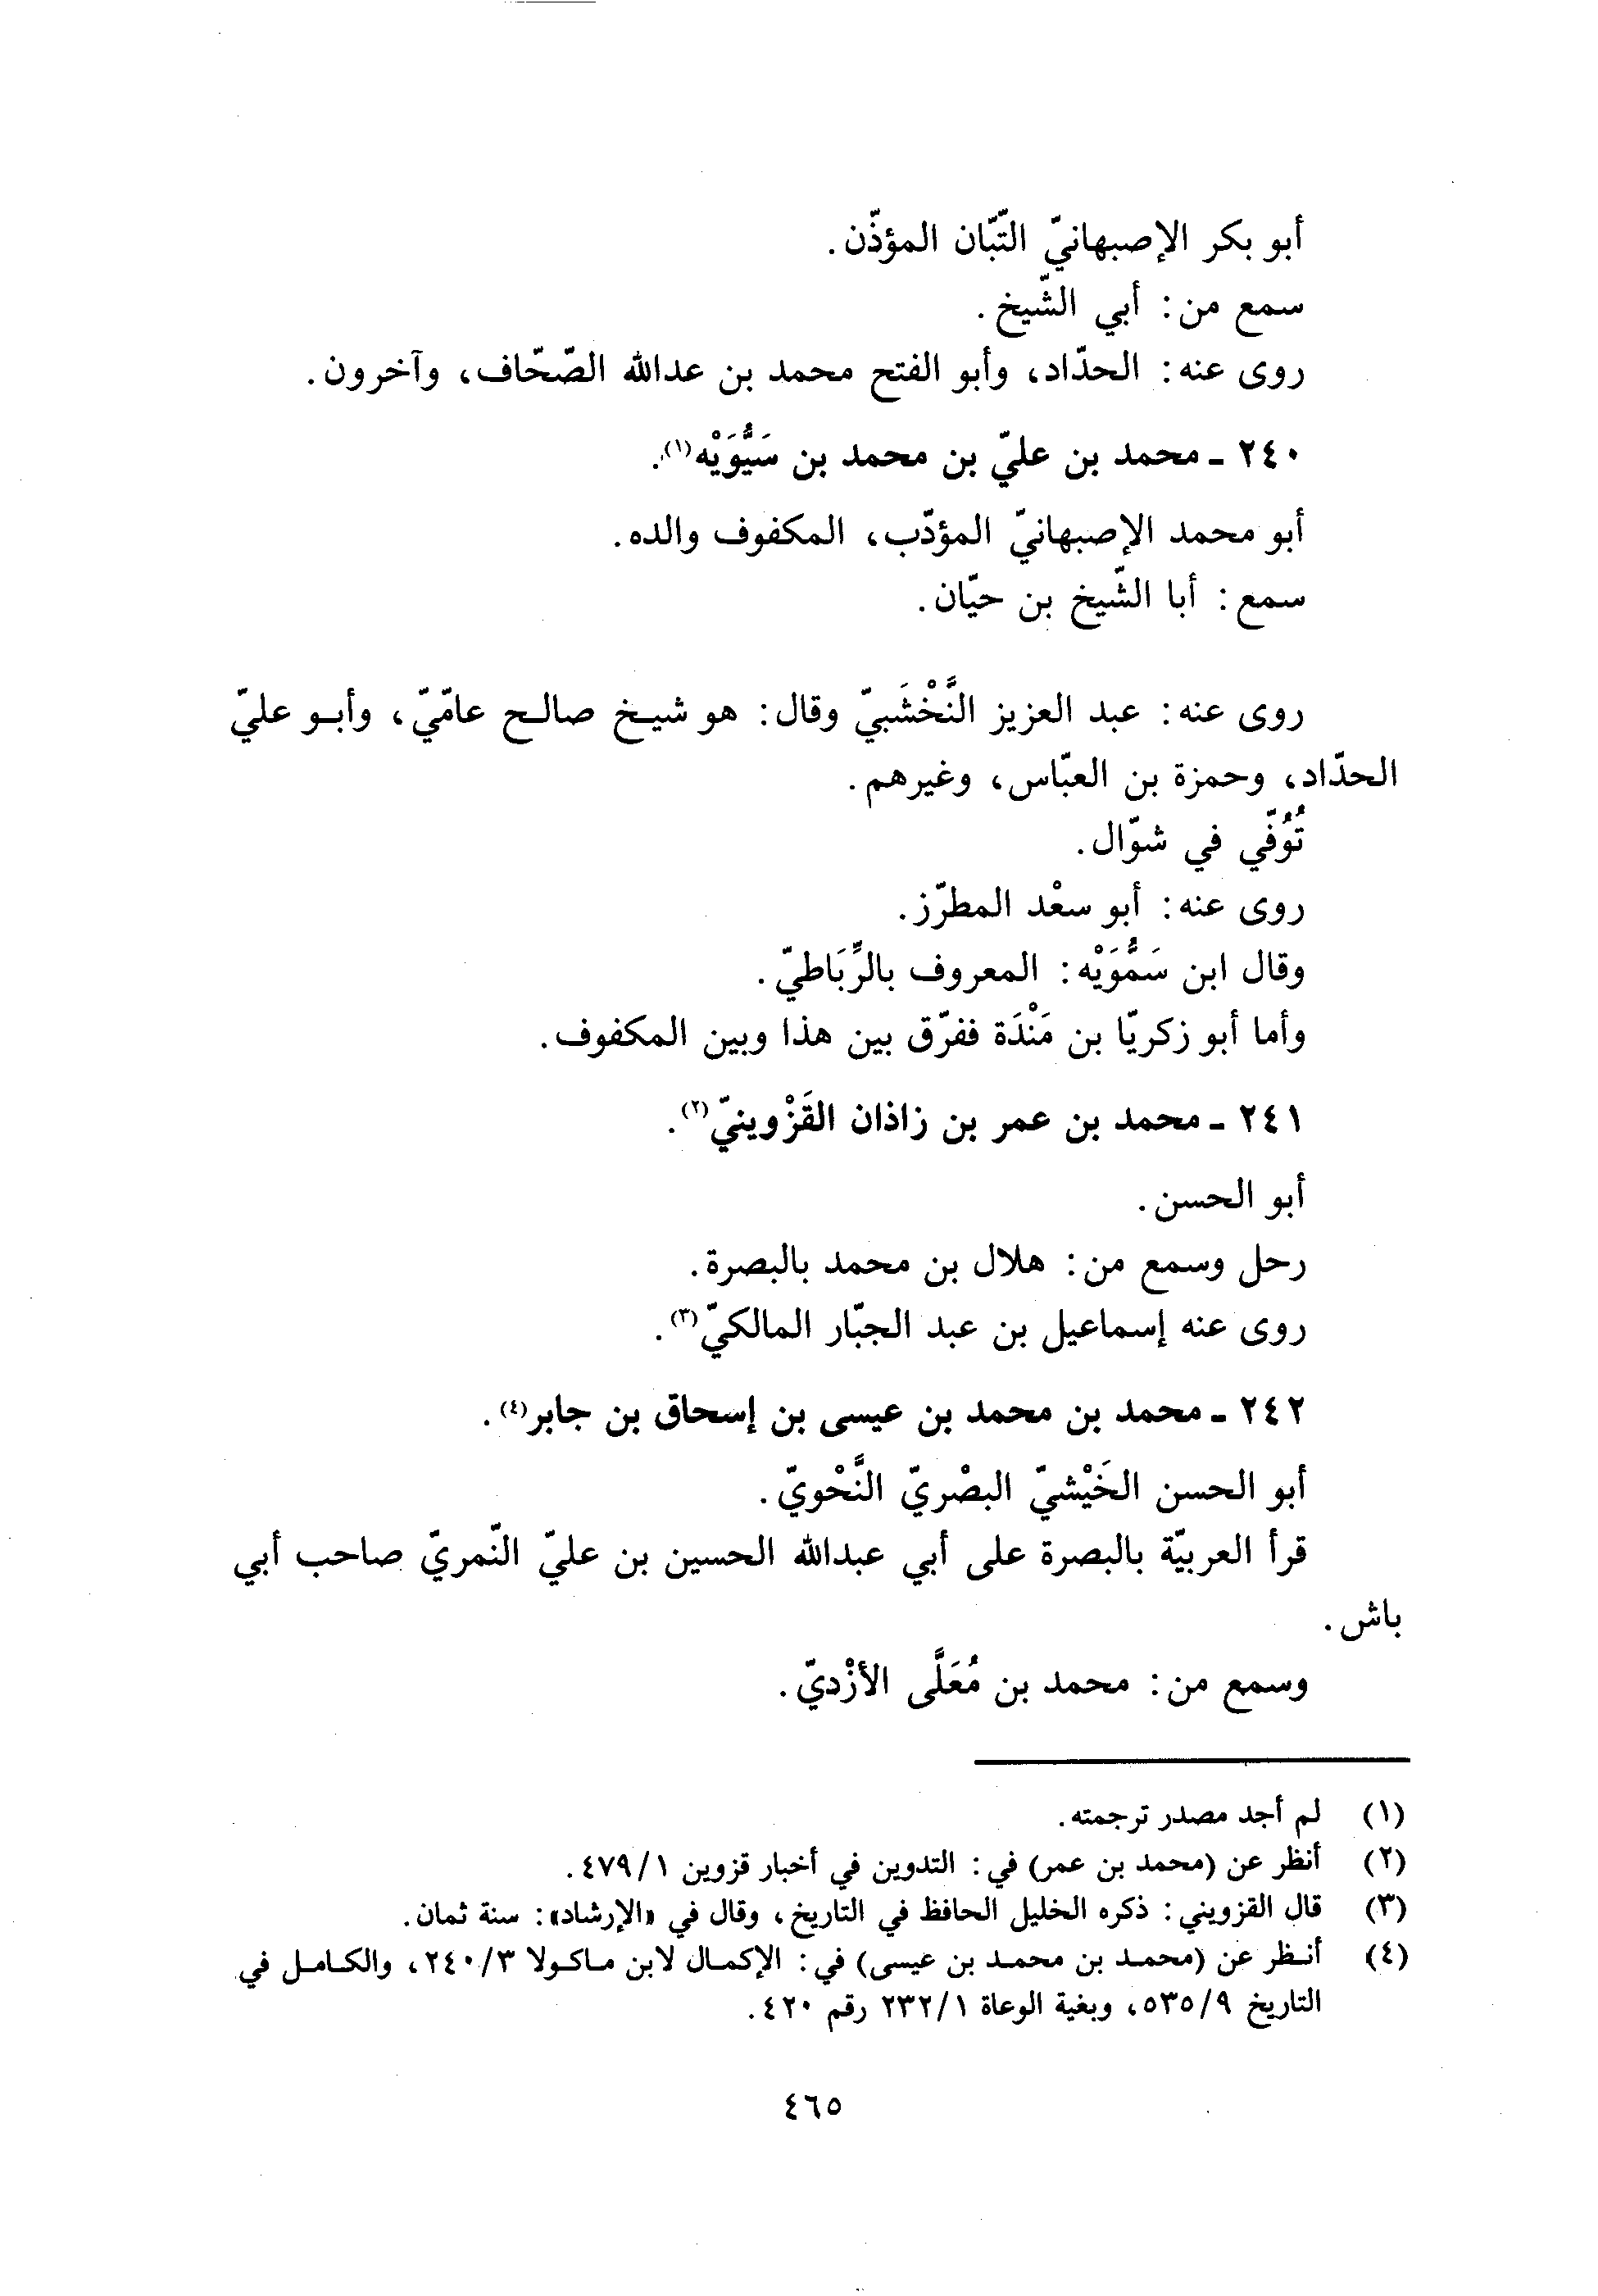 أبو بكر الإصبهانيّ التّبّان المؤذّن.
سمع من: أبي الشّيخ.
روى عنه: الحدّاد، وأبو الفتح محمد بن عدالله الصّحّاف، وآخرون.
٢٤٠ ـ محمد بن عليّ بن محمد بن سَيُّوَيْه(١).
أبو محمد الإصبهانيّ المؤدّب، المكفوف والده.
سمع: أبا الشّيخ بن حيّان.
روى عنه: عبد العزيز النَّخْشَبيّ وقال: هو شيخ صالح عامّيّ، وأبو عليّ
الحدّاد، وحمزة بن العبّاس، وغيرهم.
تُوُفّي في شوّال.
روى عنه: أبو سعْد المطرّز.
وقال ابن سَمُّوَيْه: المعروف بالرِّبَاطيّ.
وأما أبو زكريّا بن مَنْدَة ففرّق بين هذا وبين المكفوف.
٢٤١ ـ محمد بن عمر بن زاذان القَزْوينيّ(٢).
أبو الحسن.
رحل وسمع من: هلال بن محمد بالبصرة.
روى عنه إسماعيل بن عبد الجبّار المالكيّ(٣).
٢٤٢ ـ محمد بن محمد بن عيسى بن إسحاق بن جابر(٤).
أبو الحسن الخَيْشيّ البصْريّ النَّحْويّ.
قرأ العربيّة بالبصرة على أبي عبدالله الحسين بن عليّ النّمريّ صاحب أبي
باش.
وسمع من: محمد بن مُعَلَّى الأزْديّ.
(١) لم أجد مصدر ترجمته.
(٢) أنظر عن (محمد بن عمر) في: التدوين في أخبار قزوين ٤٧٩/١.
(٣) قال القزويني: ذكره الخليل الحافظ في التاريخ، وقال في «الإرشاد»: سنة ثمان.
(٤) أنظر عن (محمد بن محمد بن عيسى) في: الإكمال لابن ماكولا ٢٤٠/٣، والكامل في
التاريخ ٥٣٥/٩، وبغية الوعاة ٢٣٢/١ رقم ٤٢٠.
٤٦٥